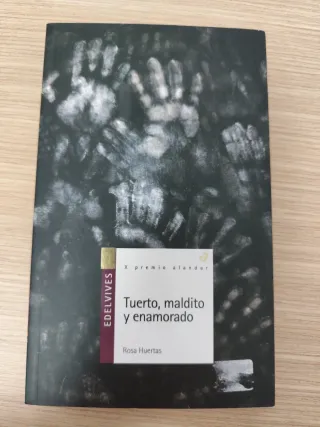 X premio alandar
EDELVIVES
Tuerto, maldito
y enamorado
Rosa Huertas